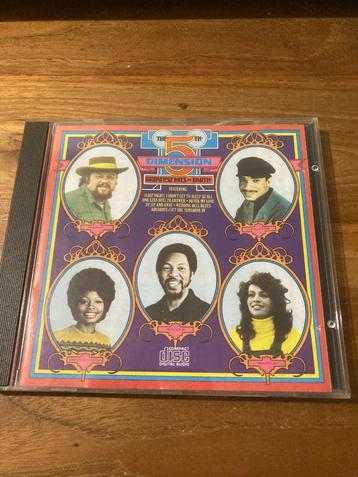 THE 5TH
DIMENSION
GREATEST HITS ON EARTH
FEATURING
(LAST NIGHT) I DIDN'T GET TO SLEEP AT ALL
ONE LESS BELL TO ANSWER • NEVER MY LOVE
UP, UP AND AWAY • WEDDING BELL BLUES
AQUARIUS/LET THE SUNSHINE IN
COMPACT
disc
DIGITAL AUDIO